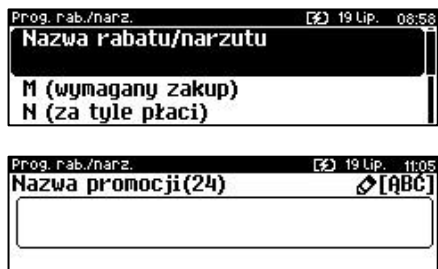 Prog. rab./narz. 19 Lip. 08:58
Nazwa rabatu/narzutu
M (wymagany zakup)
N (za tyle płaci)
Prog. rab./narz. 19 Lip. 11:05
Nazwa promocji(24) [ĄBĆ]